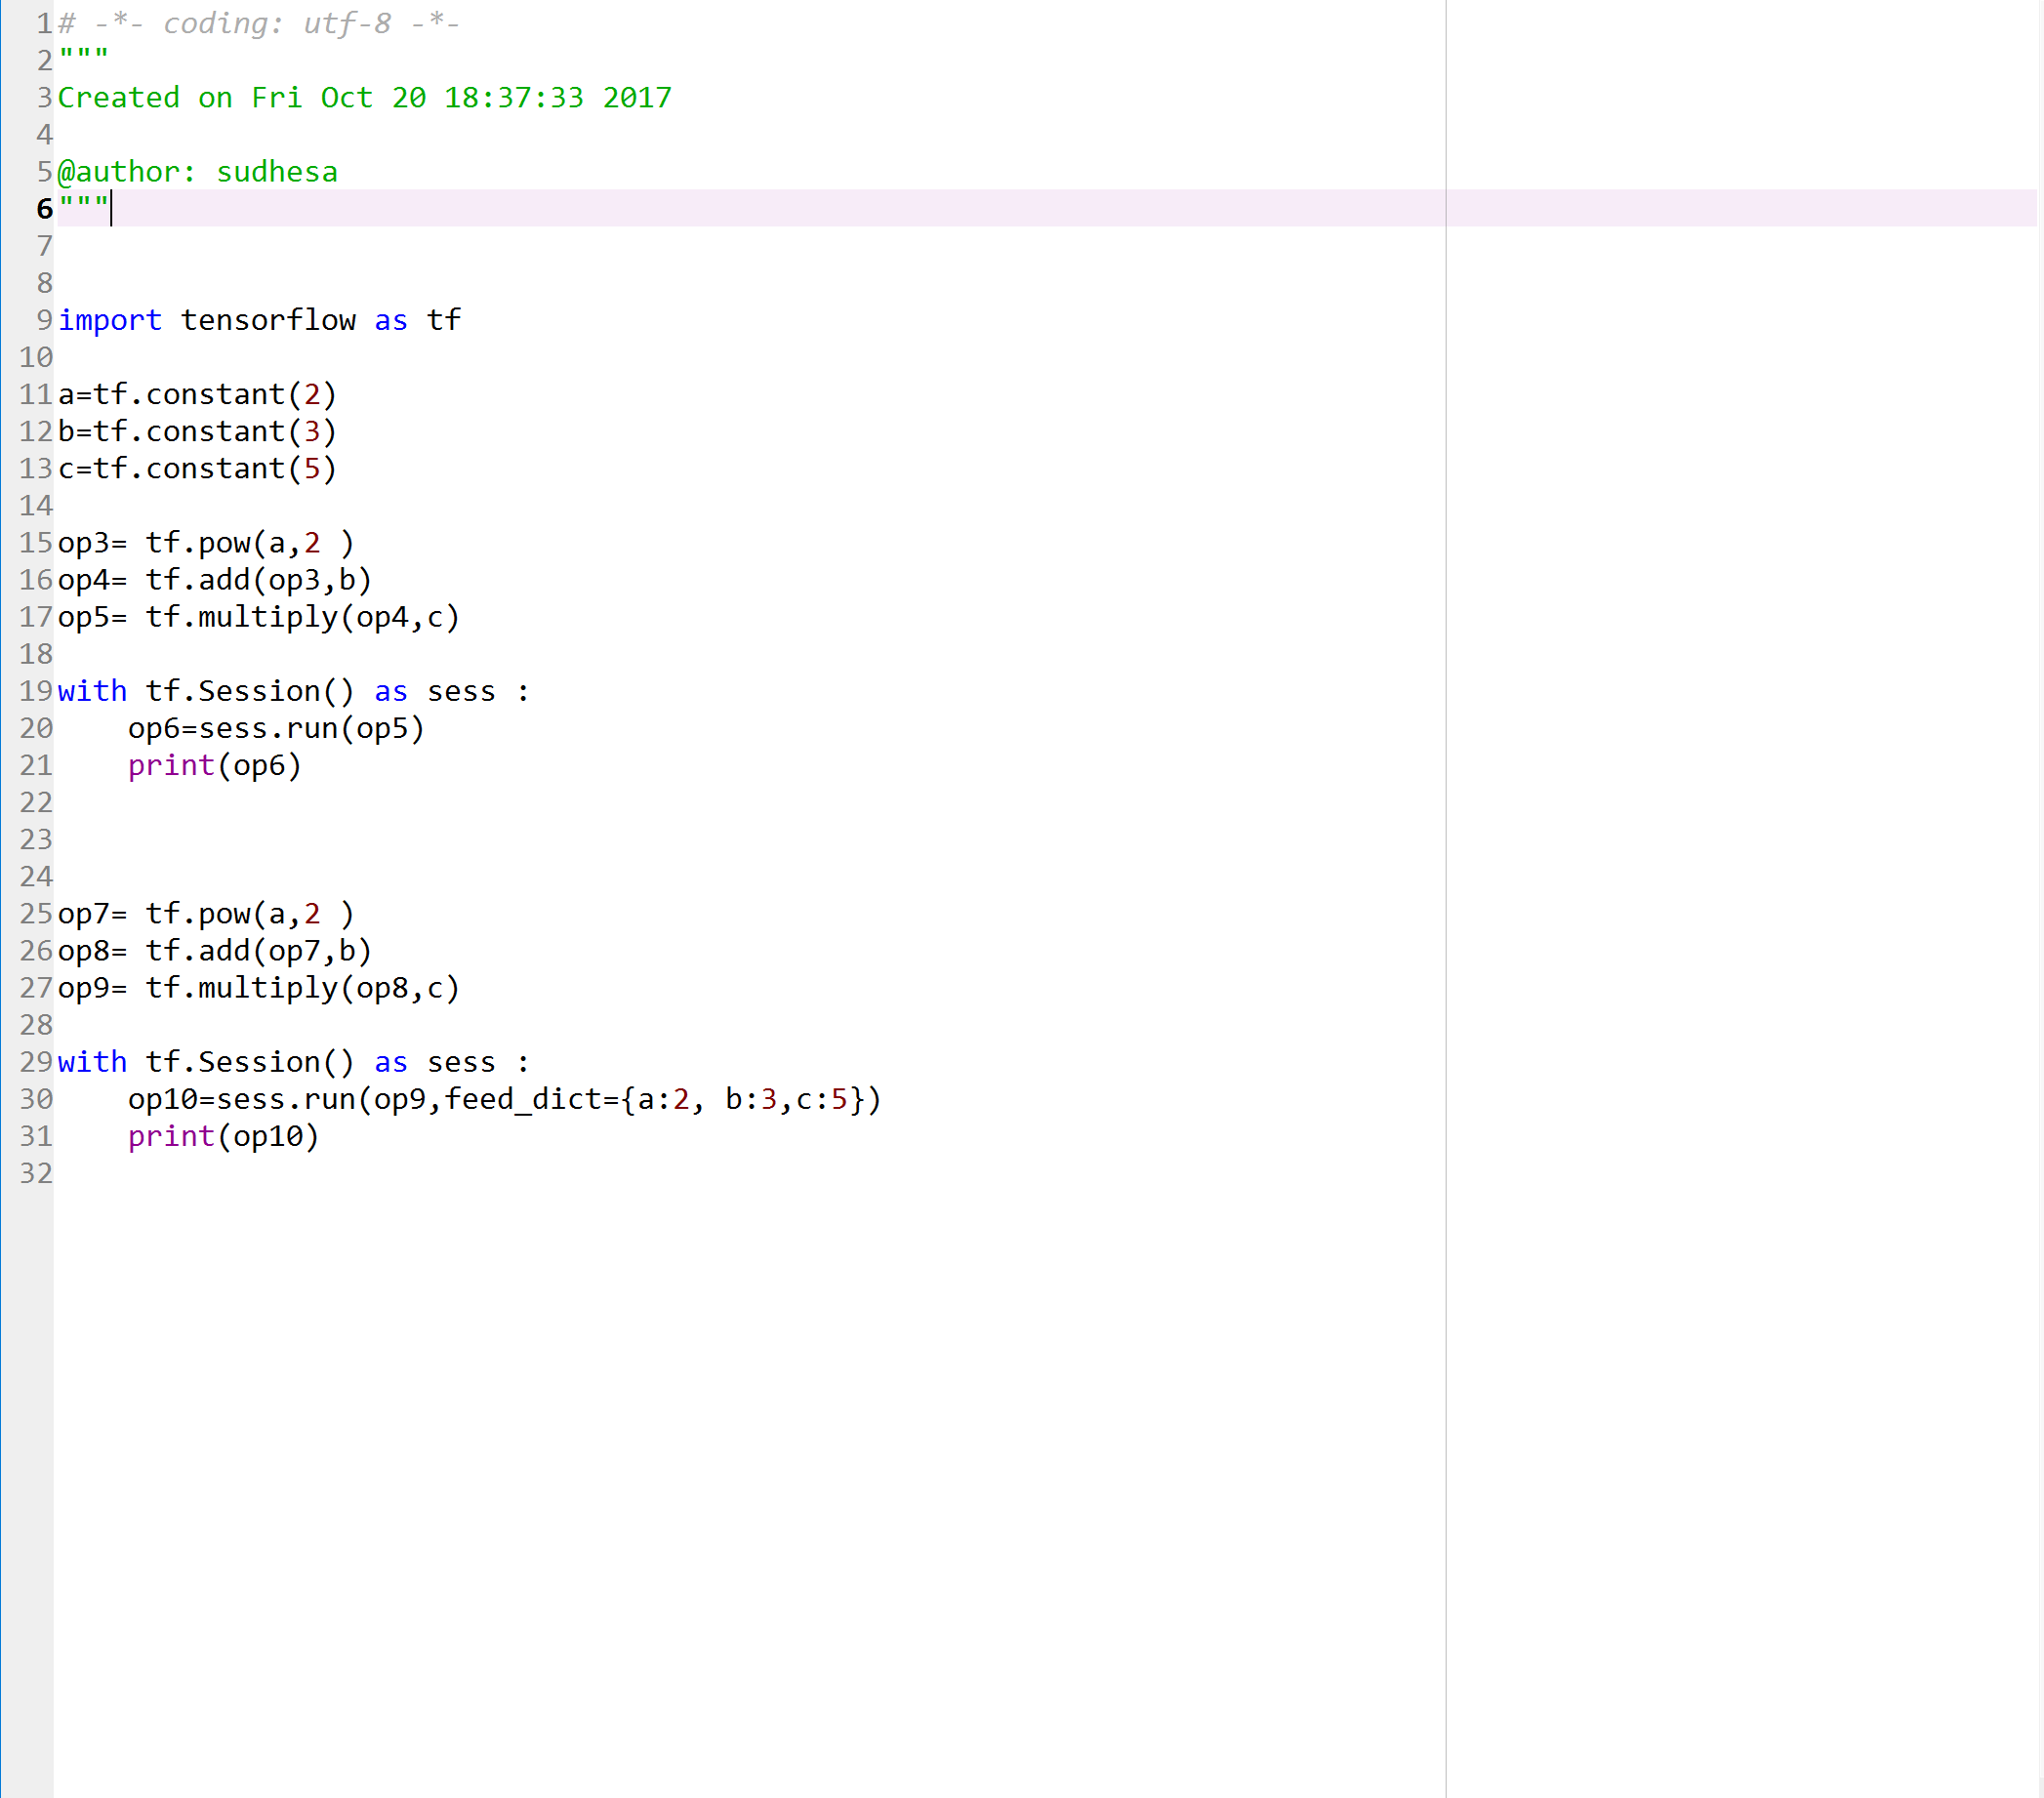 1 # -*- coding: utf-8 -*-
2 """
3 Created on Fri Oct 20 18:37:33 2017
4
5 @author: sudhesa
6 """
7
8
9 import tensorflow as tf
10
11 a=tf.constant(2)
12 b=tf.constant(3)
13 c=tf.constant(5)
14
15 op3= tf.pow(a,2 )
16 op4= tf.add(op3,b)
17 op5= tf.multiply(op4,c)
18
19 with tf.Session() as sess :
20     op6=sess.run(op5)
21     print(op6)
22
23
24
25 op7= tf.pow(a,2 )
26 op8= tf.add(op7,b)
27 op9= tf.multiply(op8,c)
28
29 with tf.Session() as sess :
30     op10=sess.run(op9,feed_dict={a:2, b:3,c:5})
31     print(op10)
32